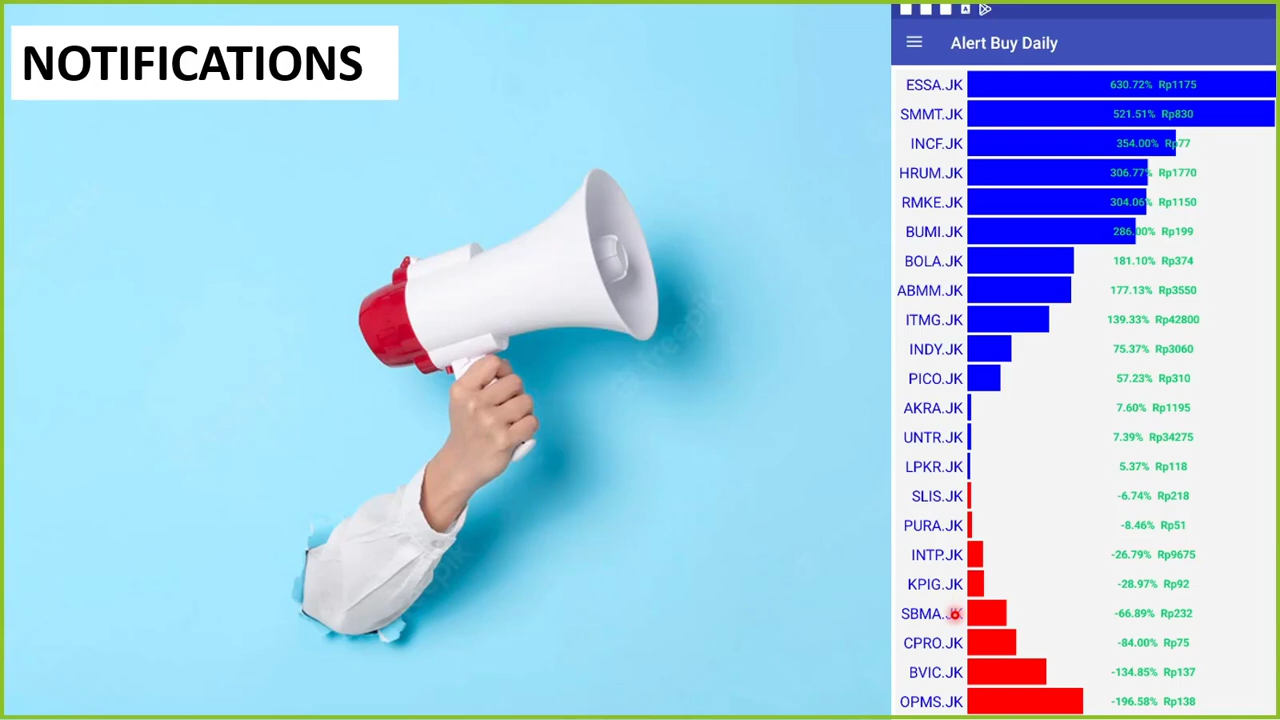 NOTIFICATIONS
Alert Buy Daily
ESSA.JK 630.72% Rp1175
SMMT.JK 521.51% Rp830
INCF.JK 354.00% Rp77
HRUM.JK 306.77% Rp1770
RMKE.JK 304.06% Rp1150
BUMI.JK 286.00% Rp199
BOLA.JK 181.10% Rp374
ABMM.JK 177.13% Rp3550
ITMG.JK 139.33% Rp42800
INDY.JK 75.37% Rp3060
PICO.JK 57.23% Rp310
AKRA.JK 7.60% Rp1195
UNTR.JK 7.39% Rp34275
LPKR.JK 5.37% Rp118
SLIS.JK -6.74% Rp218
PURA.JK -8.46% Rp51
INTP.JK -26.79% Rp9675
KPIG.JK -28.97% Rp92
SBMA.JK -66.89% Rp232
CPRO.JK -84.00% Rp75
BVIC.JK -134.85% Rp137
OPMS.JK -196.58% Rp138